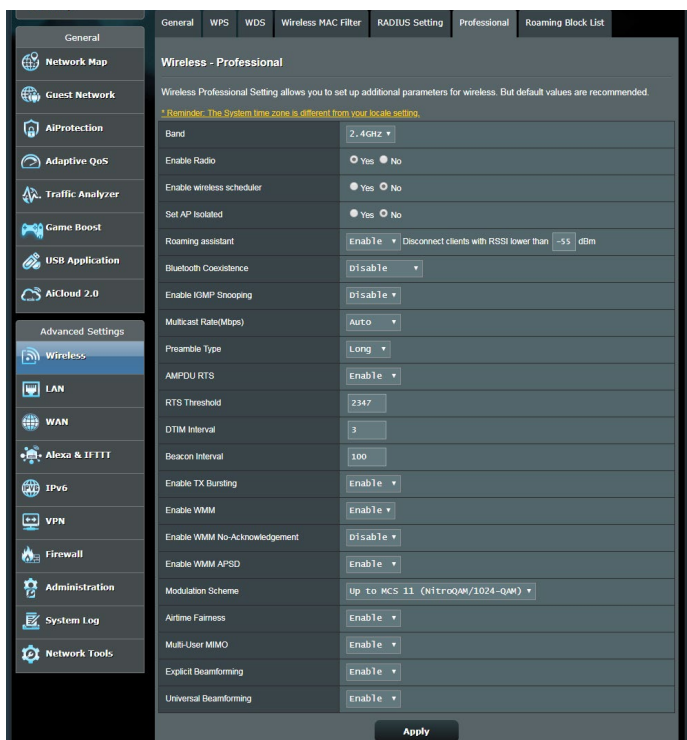 General WPS WDS Wireless MAC Filter RADIUS Setting Professional Roaming Block List
General
Network Map
Guest Network
AiProtection
Adaptive QoS
Traffic Analyzer
Game Boost
USB Application
AiCloud 2.0
Advanced Settings
Wireless
LAN
WAN
Alexa & IFTTT
IPv6
VPN
Firewall
Administration
System Log
Network Tools
Wireless - Professional
Wireless Professional Setting allows you to set up additional parameters for wireless. But default values are recommended.
* Reminder: The System time zone is different from your locale setting.
Band 2.4GHz
Enable Radio Yes No
Enable wireless scheduler Yes No
Set AP Isolated Yes No
Roaming assistant Enable Disconnect clients with RSSI lower than -55 dBm
Bluetooth Coexistence Disable
Enable IGMP Snooping Disable
Multicast Rate(Mbps) Auto
Preamble Type Long
AMPDU RTS Enable
RTS Threshold 2347
DTIM Interval 3
Beacon Interval 100
Enable TX Bursting Enable
Enable WMM Enable
Enable WMM No-Acknowledgement Disable
Enable WMM APSD Enable
Modulation Scheme Up to MCS 11 (NitroQAM/1024-QAM)
Airtime Fairness Enable
Multi-User MIMO Enable
Explicit Beamforming Enable
Universal Beamforming Enable
Apply